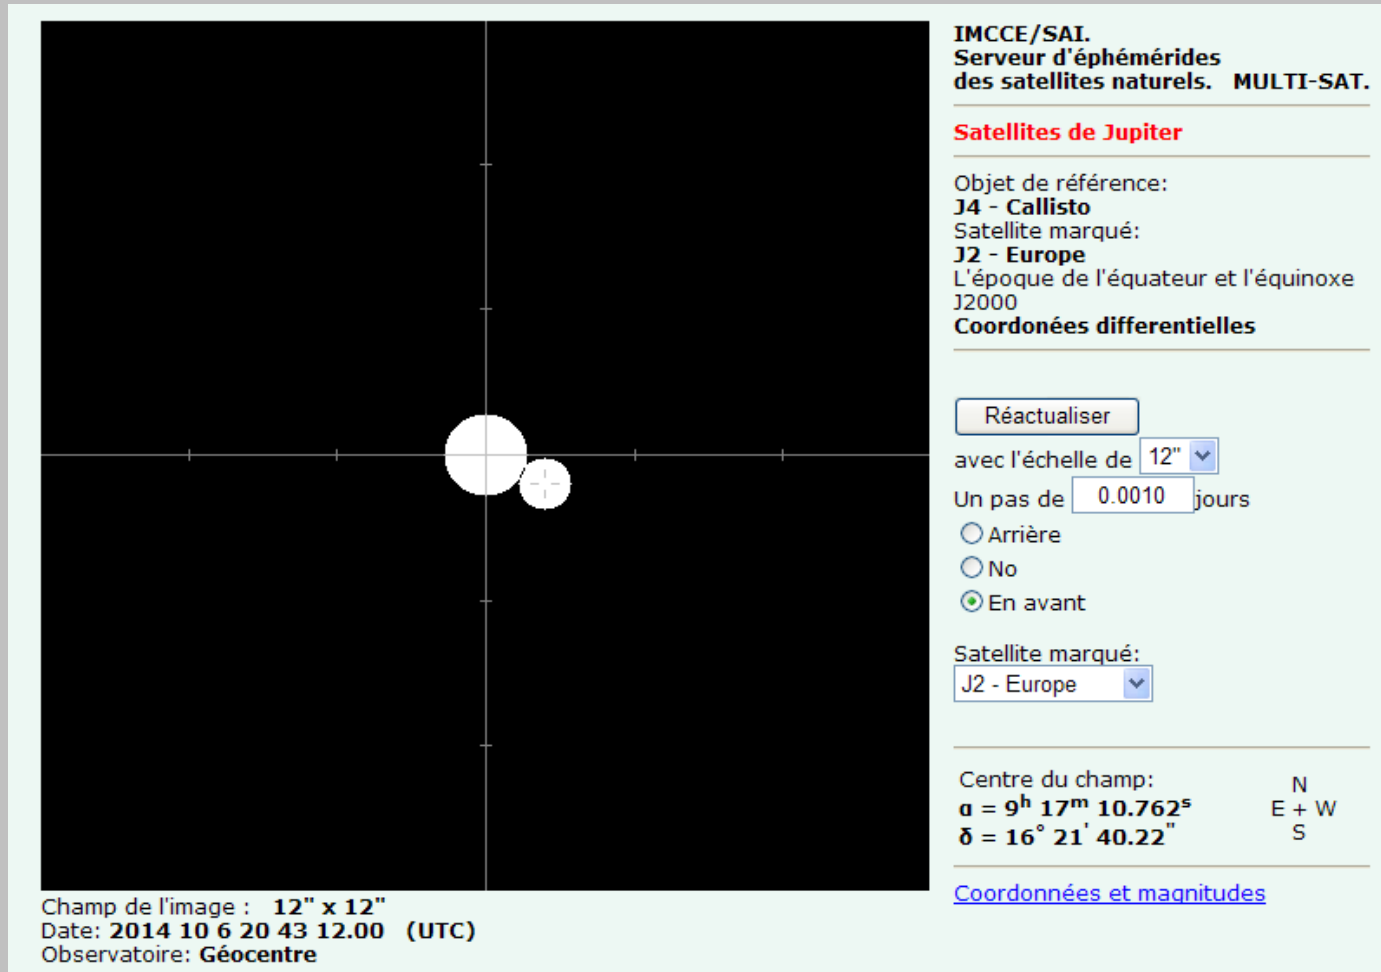 IMCCE/SAI.
Serveur d'éphémérides
des satellites naturels. MULTI-SAT.
Satellites de Jupiter
Objet de référence:
J4 - Callisto
Satellite marqué:
J2 - Europe
L'époque de l'équateur et l'équinoxe
J2000
Coordonées differentielles
Réactualiser
avec l'échelle de 12"
Un pas de 0.0010 jours
Arrière
No
En avant
Satellite marqué:
J2 - Europe
Centre du champ:
α = 9h 17m 10.762s
δ = 16° 21' 40.22"
N
E + W
S
Coordonnées et magnitudes
Champ de l'image : 12" x 12"
Date: 2014 10 6 20 43 12.00 (UTC)
Observatoire: Géocentre